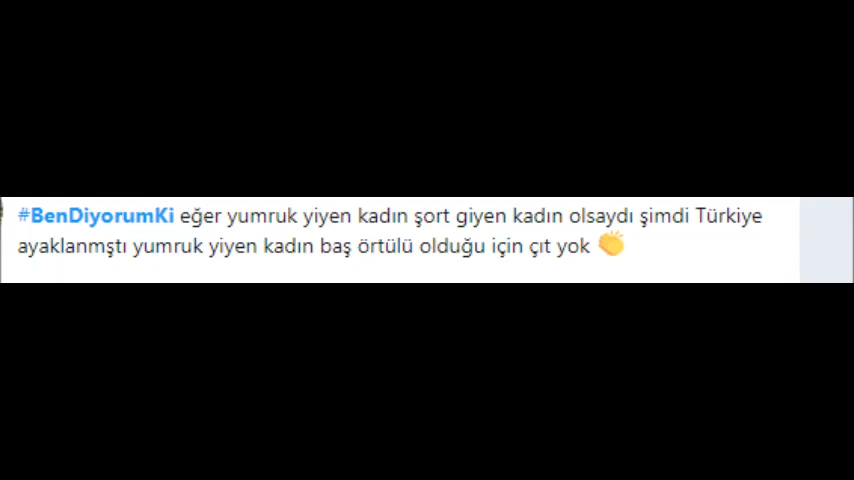 #BenDiyorumKi eğer yumruk yiyen kadın şort giyen kadın olsaydı şimdi Türkiye
ayaklanmştı yumruk yiyen kadın baş örtülü olduğu için çıt yok 👏